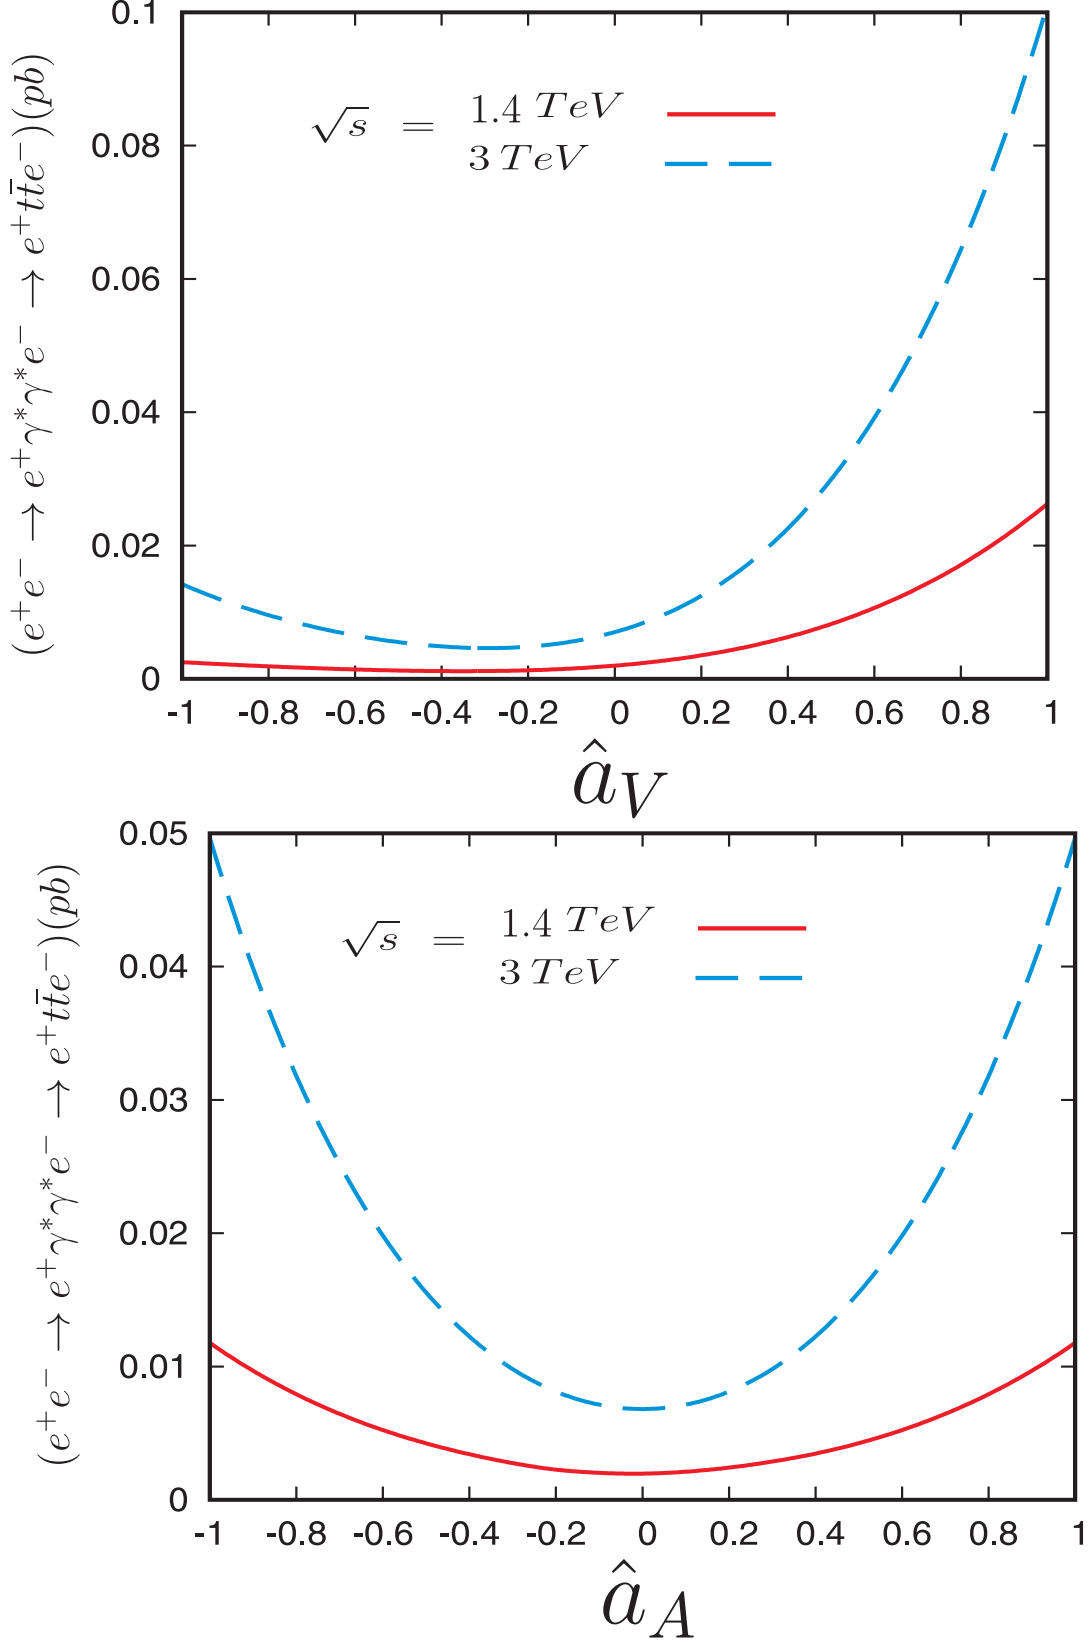 (e⁺e⁻ → e⁺γ*γ*e⁻ → e⁺tt̄e⁻)(pb)
0.1
0.08
0.06
0.04
0.02
0
√s = 1.4 TeV
3 TeV
-1 -0.8 -0.6 -0.4 -0.2 0 0.2 0.4 0.6 0.8 1
â_V
(e⁺e⁻ → e⁺γ*γ*e⁻ → e⁺tt̄e⁻)(pb)
0.05
0.04
0.03
0.02
0.01
0
√s = 1.4 TeV
3 TeV
-1 -0.8 -0.6 -0.4 -0.2 0 0.2 0.4 0.6 0.8 1
â_A